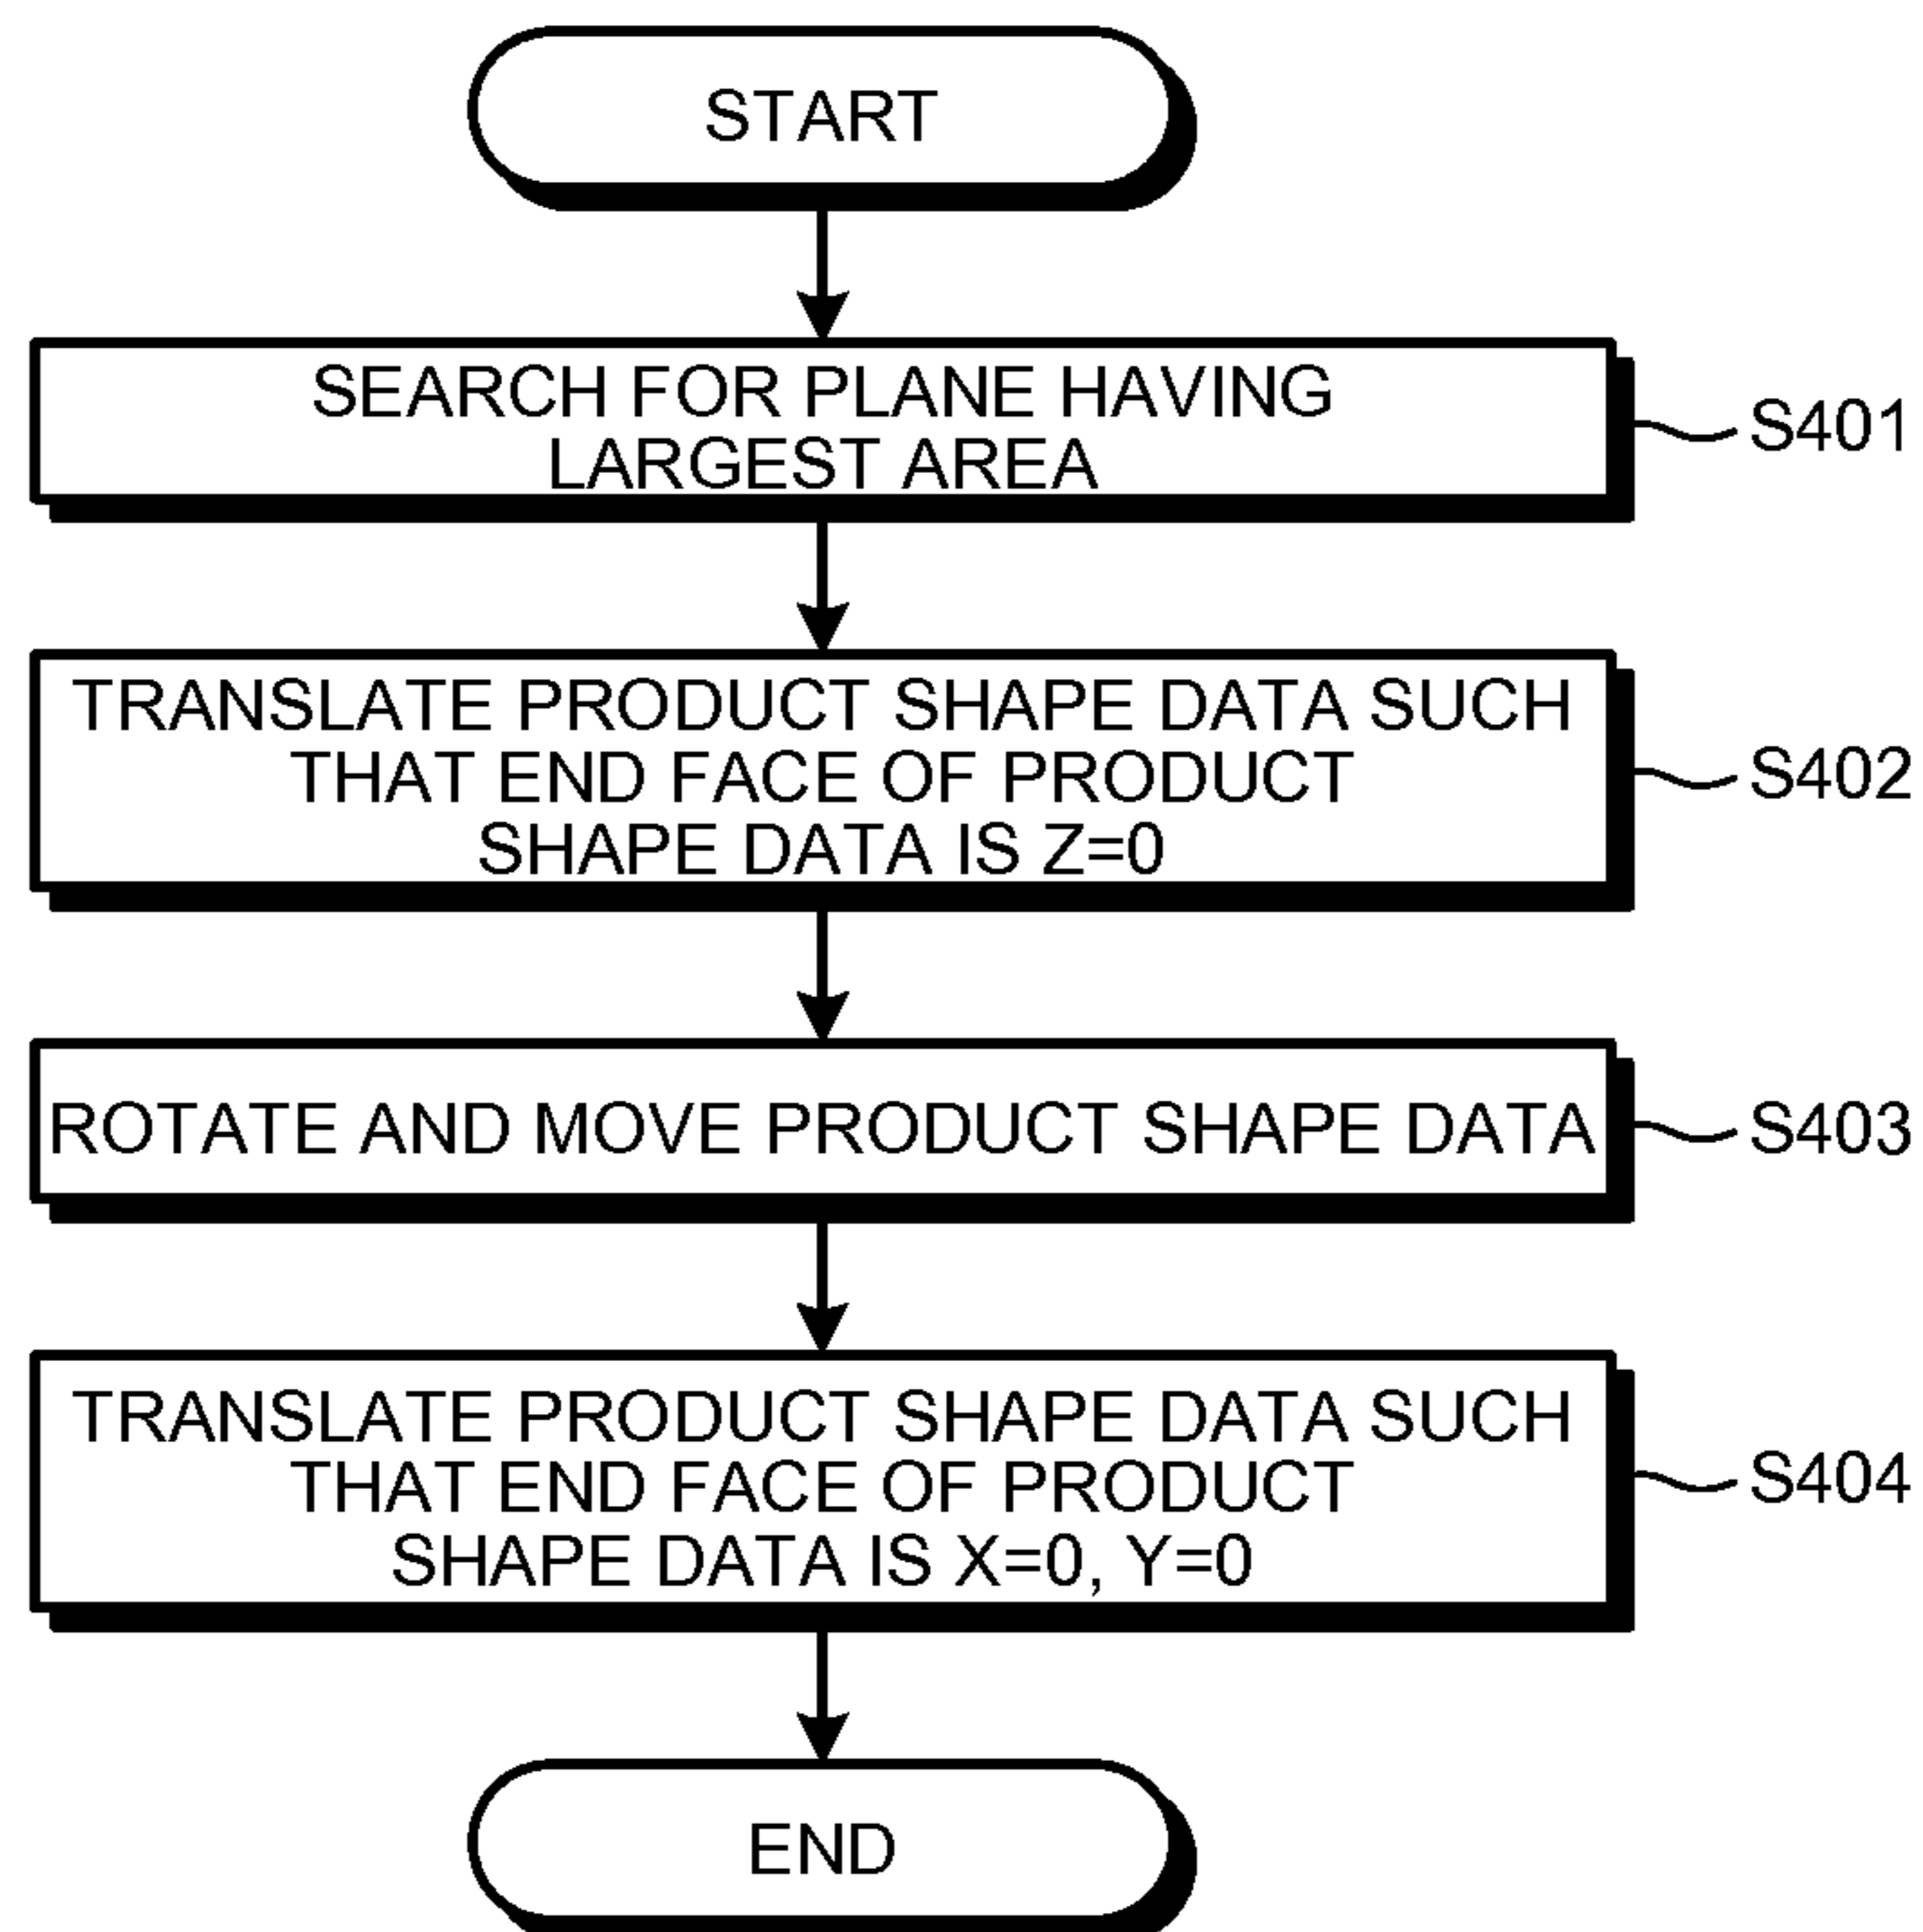 START
SEARCH FOR PLANE HAVING
LARGEST AREA
S401
TRANSLATE PRODUCT SHAPE DATA SUCH
THAT END FACE OF PRODUCT
SHAPE DATA IS Z=0
S402
ROTATE AND MOVE PRODUCT SHAPE DATA
S403
TRANSLATE PRODUCT SHAPE DATA SUCH
THAT END FACE OF PRODUCT
SHAPE DATA IS X=0, Y=0
S404
END